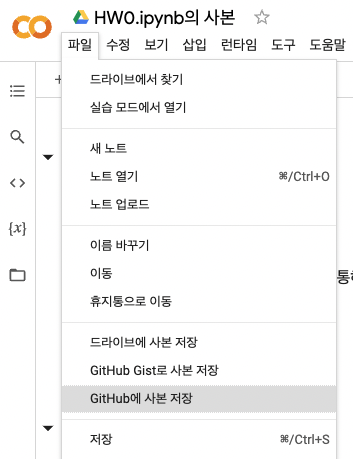 HW0.ipynb의 사본
파일 수정 보기 삽입 런타임 도구 도움말
+
드라이브에서 찾기
실습 모드에서 열기
새 노트
노트 열기 ⌘/Ctrl+O
노트 업로드
{x}
이름 바꾸기
이동
통해
휴지통으로 이동
드라이브에 사본 저장
GitHub Gist로 사본 저장
GitHub에 사본 저장
저장 ⌘/Ctrl+S